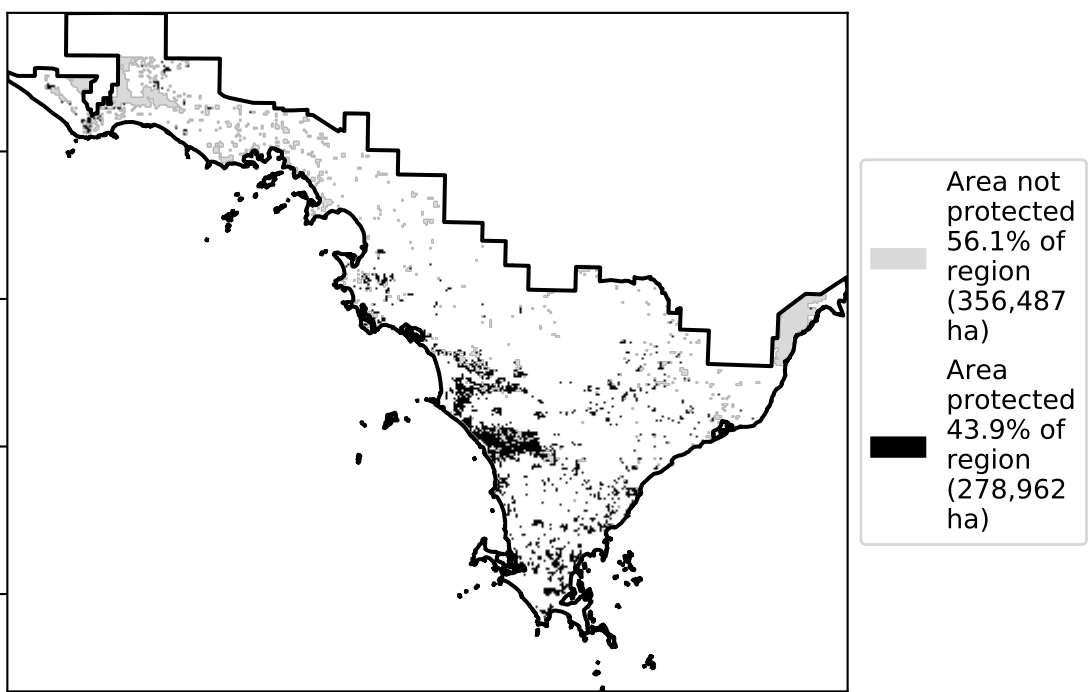 Area not
protected
56.1% of
region
(356,487
ha)
Area
protected
43.9% of
region
(278,962
ha)